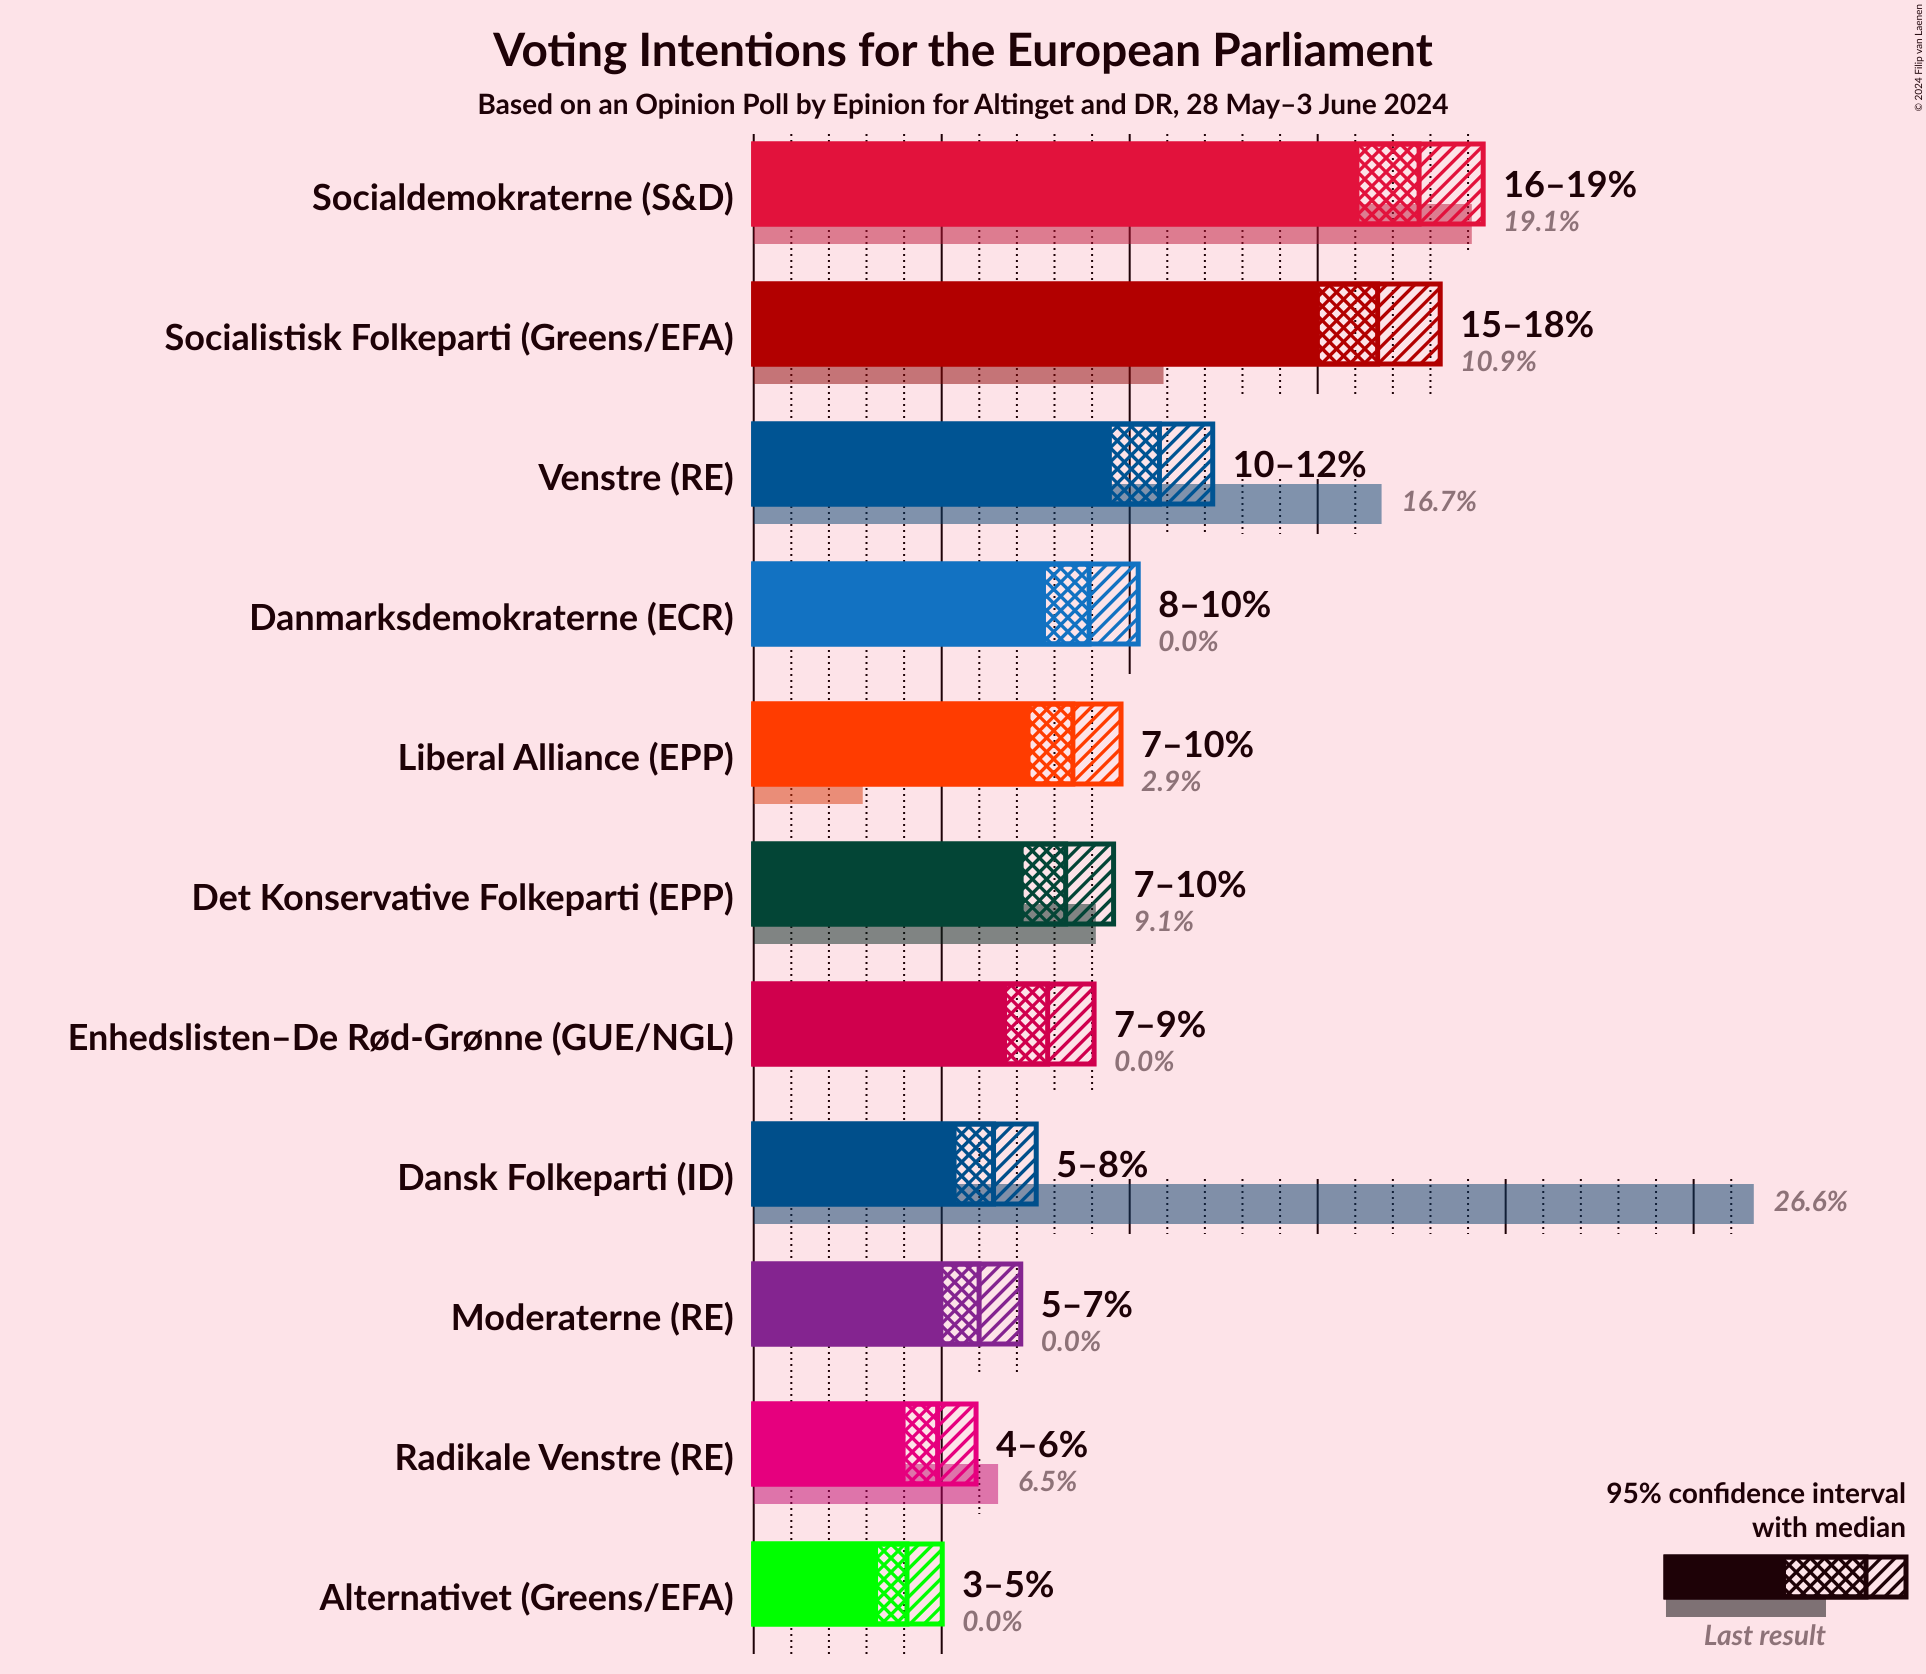 Voting Intentions for the European Parliament
Based on an Opinion Poll by Epinion for Altinget and DR, 28 May–3 June 2024
© 2024 Filip van Laenen
Socialdemokraterne (S&D)
16–19%
19.1%
Socialistisk Folkeparti (Greens/EFA)
15–18%
10.9%
Venstre (RE)
10–12%
16.7%
Danmarksdemokraterne (ECR)
8–10%
0.0%
Liberal Alliance (EPP)
7–10%
2.9%
Det Konservative Folkeparti (EPP)
7–10%
9.1%
Enhedslisten–De Rød-Grønne (GUE/NGL)
7–9%
0.0%
Dansk Folkeparti (ID)
5–8%
26.6%
Moderaterne (RE)
5–7%
0.0%
Radikale Venstre (RE)
4–6%
6.5%
Alternativet (Greens/EFA)
3–5%
0.0%
95% confidence interval
with median
Last result